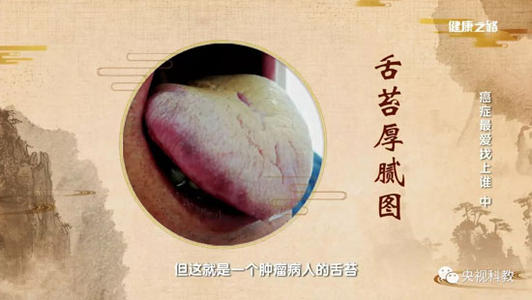 健康之路
舌苔厚腻图
癌症最爱找上谁 中
但这就是一个肿瘤病人的舌苔
央视科教